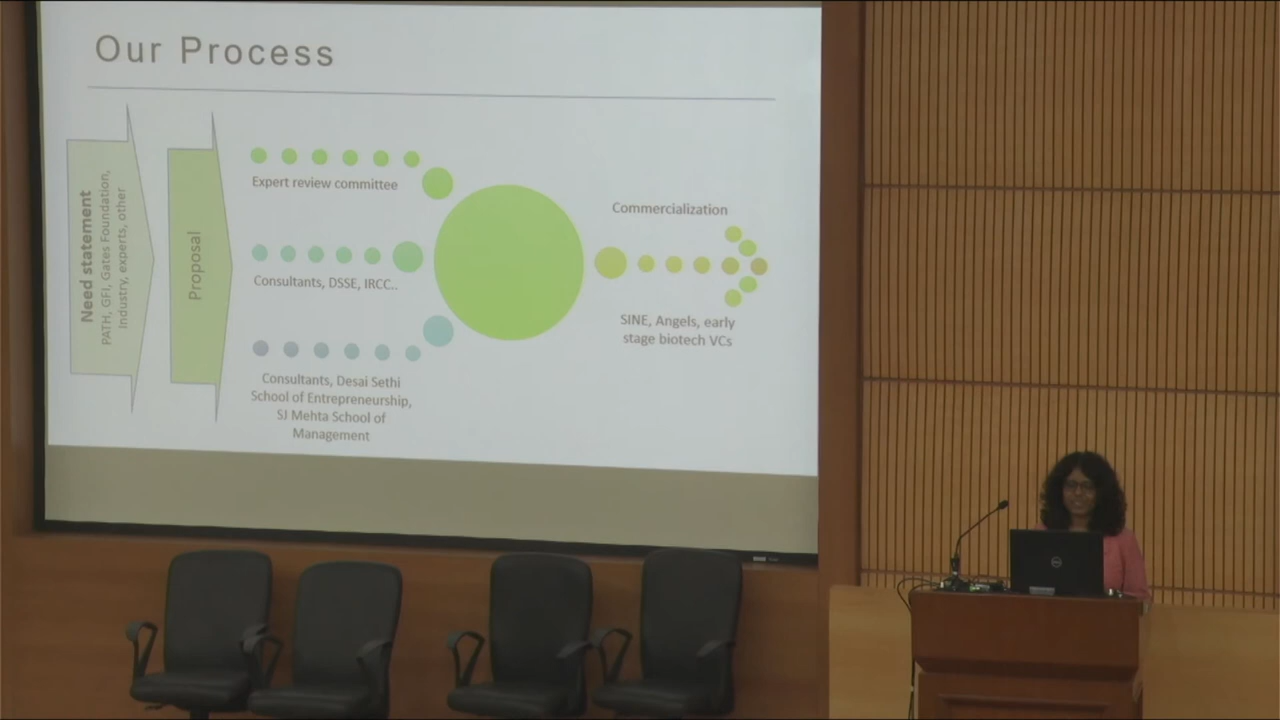 Our Process
Need statement
PATH, GFI, Gates Foundation,
Industry, experts, other
Proposal
Expert review committee
Consultants, DSSE, IRCC..
Consultants, Desai Sethi
School of Entrepreneurship,
SJ Mehta School of
Management
Commercialization
SINE, Angels, early
stage biotech VCs
DELL